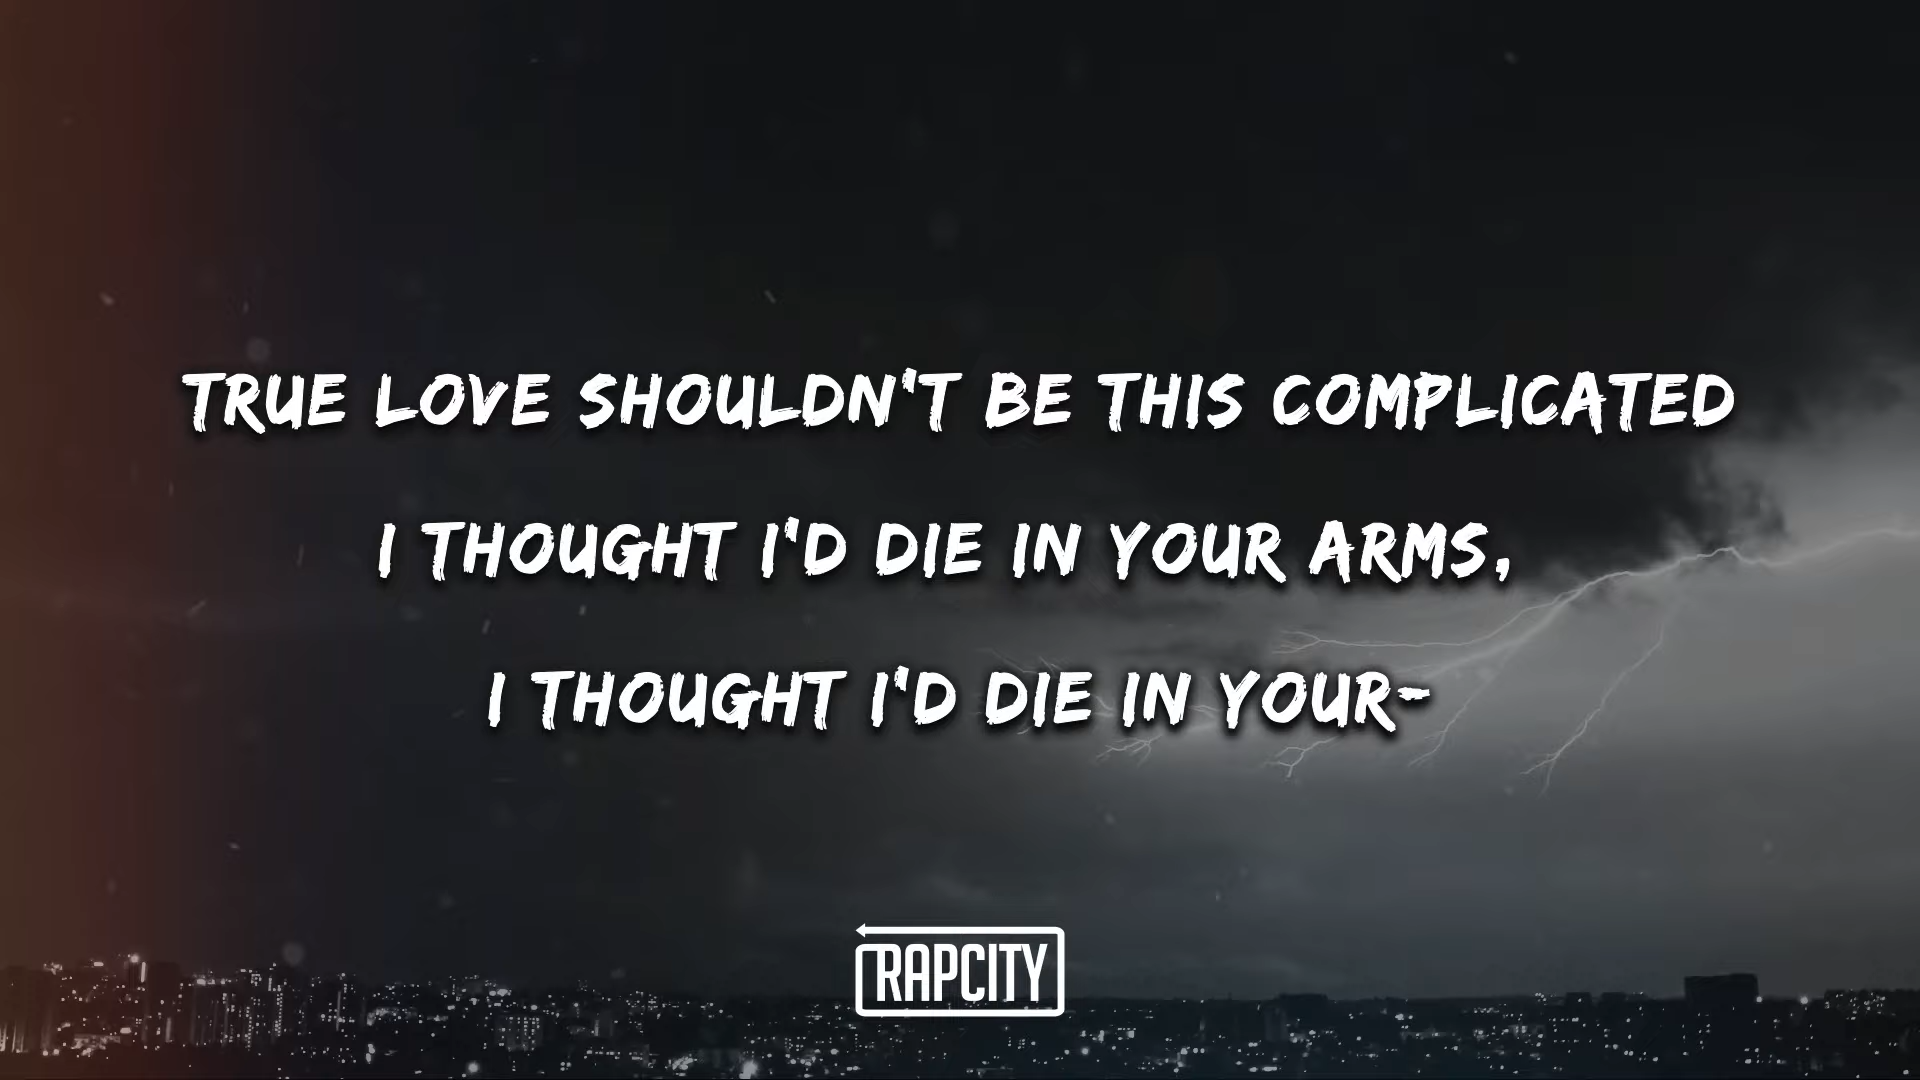 TRUE LOVE SHOULDN'T BE THIS COMPLICATED
I THOUGHT I'D DIE IN YOUR ARMS,
I THOUGHT I'D DIE IN YOUR-
RAPCITY